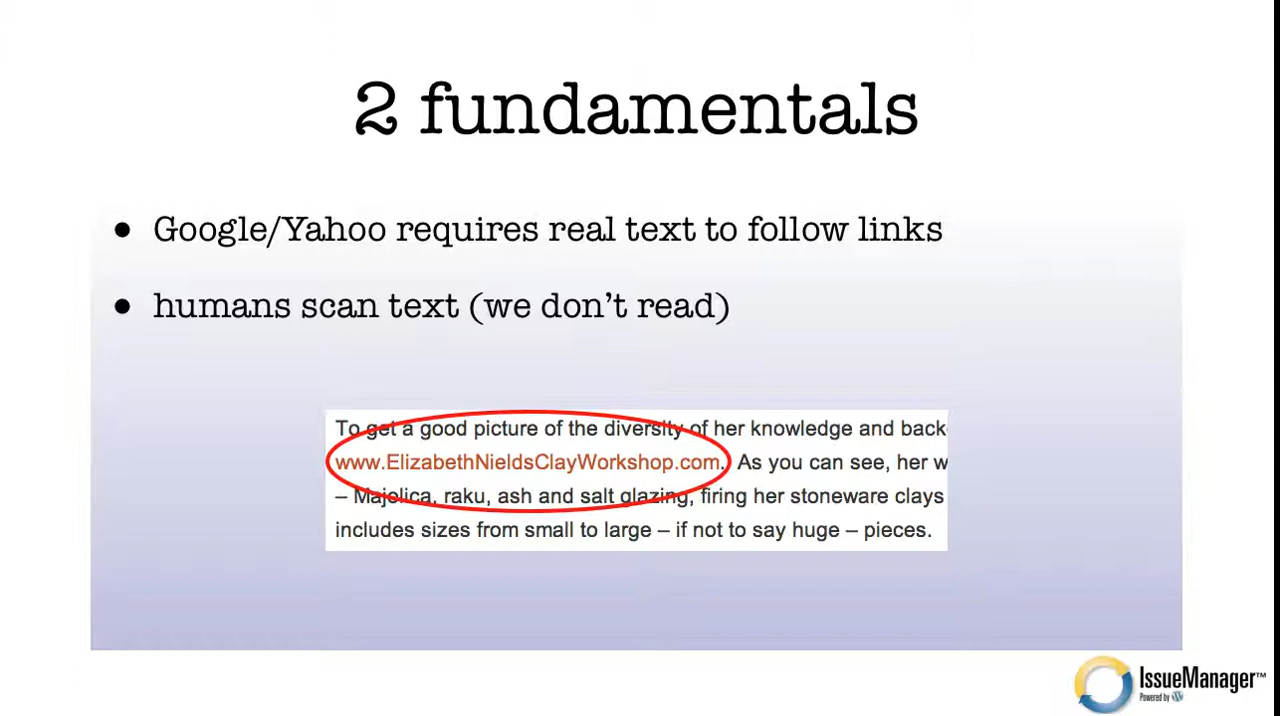 2 fundamentals
• Google/Yahoo requires real text to follow links
• humans scan text (we don't read)
To get a good picture of the diversity of her knowledge and back
www.ElizabethNieldsClayWorkshop.com. As you can see, her w
– Majolica, raku, ash and salt glazing, firing her stoneware clays
includes sizes from small to large – if not to say huge – pieces.
IssueManager™
Powered by